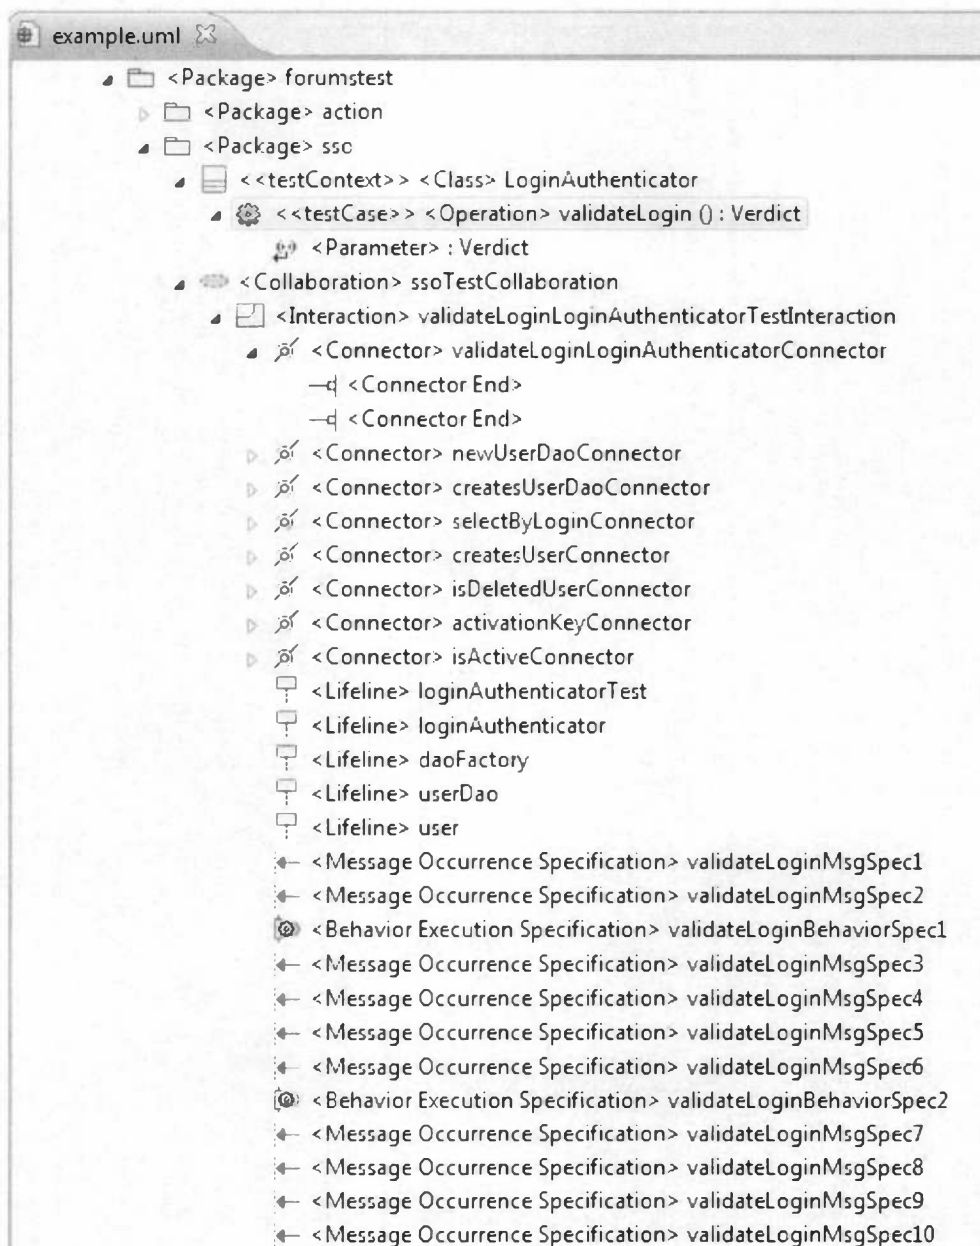 example.uml
<Package> forumstest
<Package> action
<Package> sso
<<testContext>> <Class> LoginAuthenticator
<<testCase>> <Operation> validateLogin () : Verdict
<Parameter> : Verdict
<Collaboration> ssoTestCollaboration
<Interaction> validateLoginLoginAuthenticatorTestInteraction
<Connector> validateLoginLoginAuthenticatorConnector
<Connector End>
<Connector End>
<Connector> newUserDaoConnector
<Connector> createsUserDaoConnector
<Connector> selectByLoginConnector
<Connector> createsUserConnector
<Connector> isDeletedUserConnector
<Connector> activationKeyConnector
<Connector> isActiveConnector
<Lifeline> loginAuthenticatorTest
<Lifeline> loginAuthenticator
<Lifeline> daoFactory
<Lifeline> userDao
<Lifeline> user
<Message Occurrence Specification> validateLoginMsgSpec1
<Message Occurrence Specification> validateLoginMsgSpec2
<Behavior Execution Specification> validateLoginBehaviorSpec1
<Message Occurrence Specification> validateLoginMsgSpec3
<Message Occurrence Specification> validateLoginMsgSpec4
<Message Occurrence Specification> validateLoginMsgSpec5
<Message Occurrence Specification> validateLoginMsgSpec6
<Behavior Execution Specification> validateLoginBehaviorSpec2
<Message Occurrence Specification> validateLoginMsgSpec7
<Message Occurrence Specification> validateLoginMsgSpec8
<Message Occurrence Specification> validateLoginMsgSpec9
<Message Occurrence Specification> validateLoginMsgSpec10